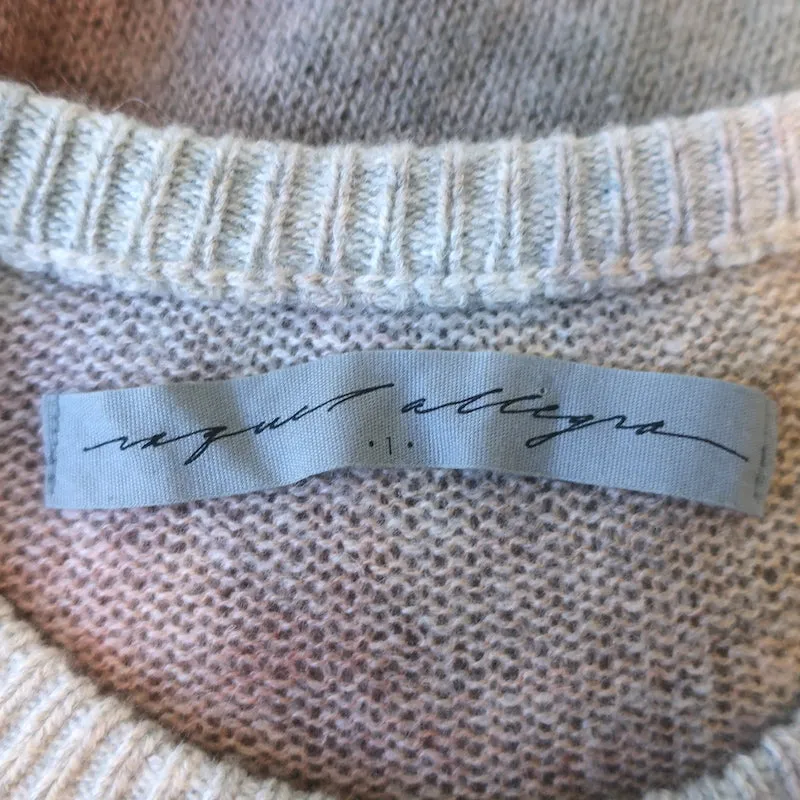 raquel allegra
• 1 •